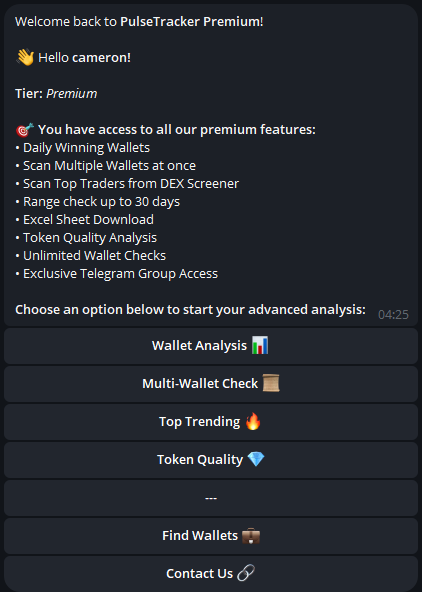 Welcome back to PulseTracker Premium!
👋 Hello cameron!
Tier: Premium
🎯 You have access to all our premium features:
• Daily Winning Wallets
• Scan Multiple Wallets at once
• Scan Top Traders from DEX Screener
• Range check up to 30 days
• Excel Sheet Download
• Token Quality Analysis
• Unlimited Wallet Checks
• Exclusive Telegram Group Access
Choose an option below to start your advanced analysis: 04:25
Wallet Analysis 📊
Multi-Wallet Check 📜
Top Trending 🔥
Token Quality 💎
---
Find Wallets 💼
Contact Us 🔗